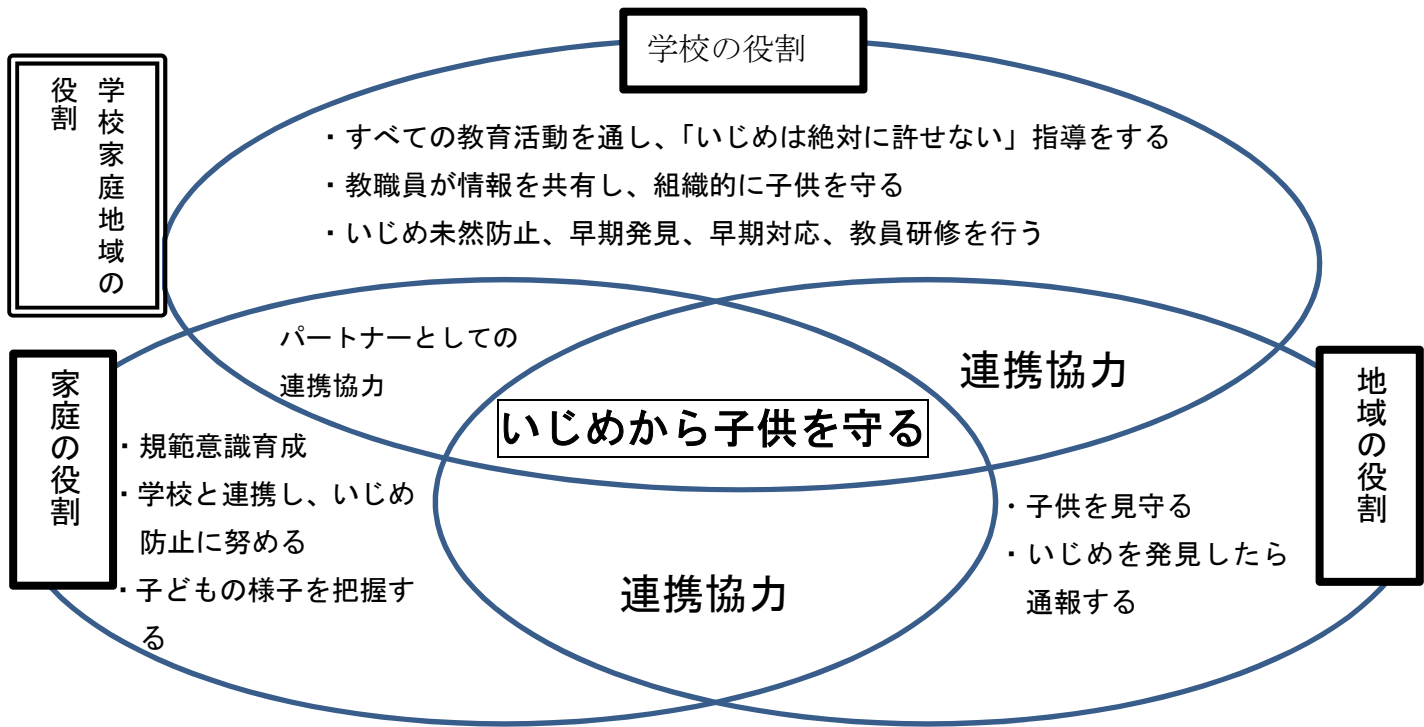 学校の役割
学校家庭地域の
役割
・すべての教育活動を通し、「いじめは絶対に許せない」指導をする
・教職員が情報を共有し、組織的に子供を守る
・いじめ未然防止、早期発見、早期対応、教員研修を行う
パートナーとしての
連携協力
連携協力
いじめから子供を守る
家庭の役割
・規範意識育成
・学校と連携し、いじめ
防止に努める
・子どもの様子を把握す
る
連携協力
地域の役割
・子供を見守る
・いじめを発見したら
通報する